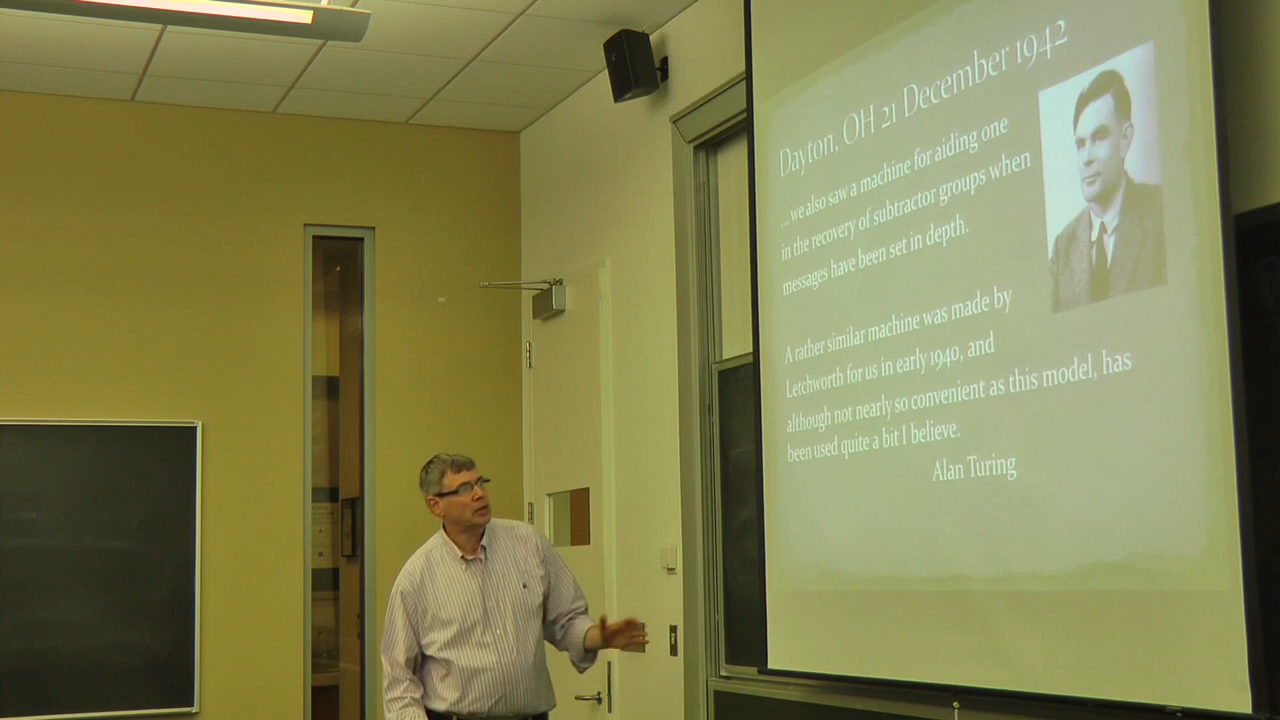 Dayton, OH 21 December 1942
... we also saw a machine for aiding one
in the recovery of subtractor groups when
messages have been set in depth.
A rather similar machine was made by
Letchworth for us in early 1940, and
although not nearly so convenient as this model, has
been used quite a bit I believe.
Alan Turing